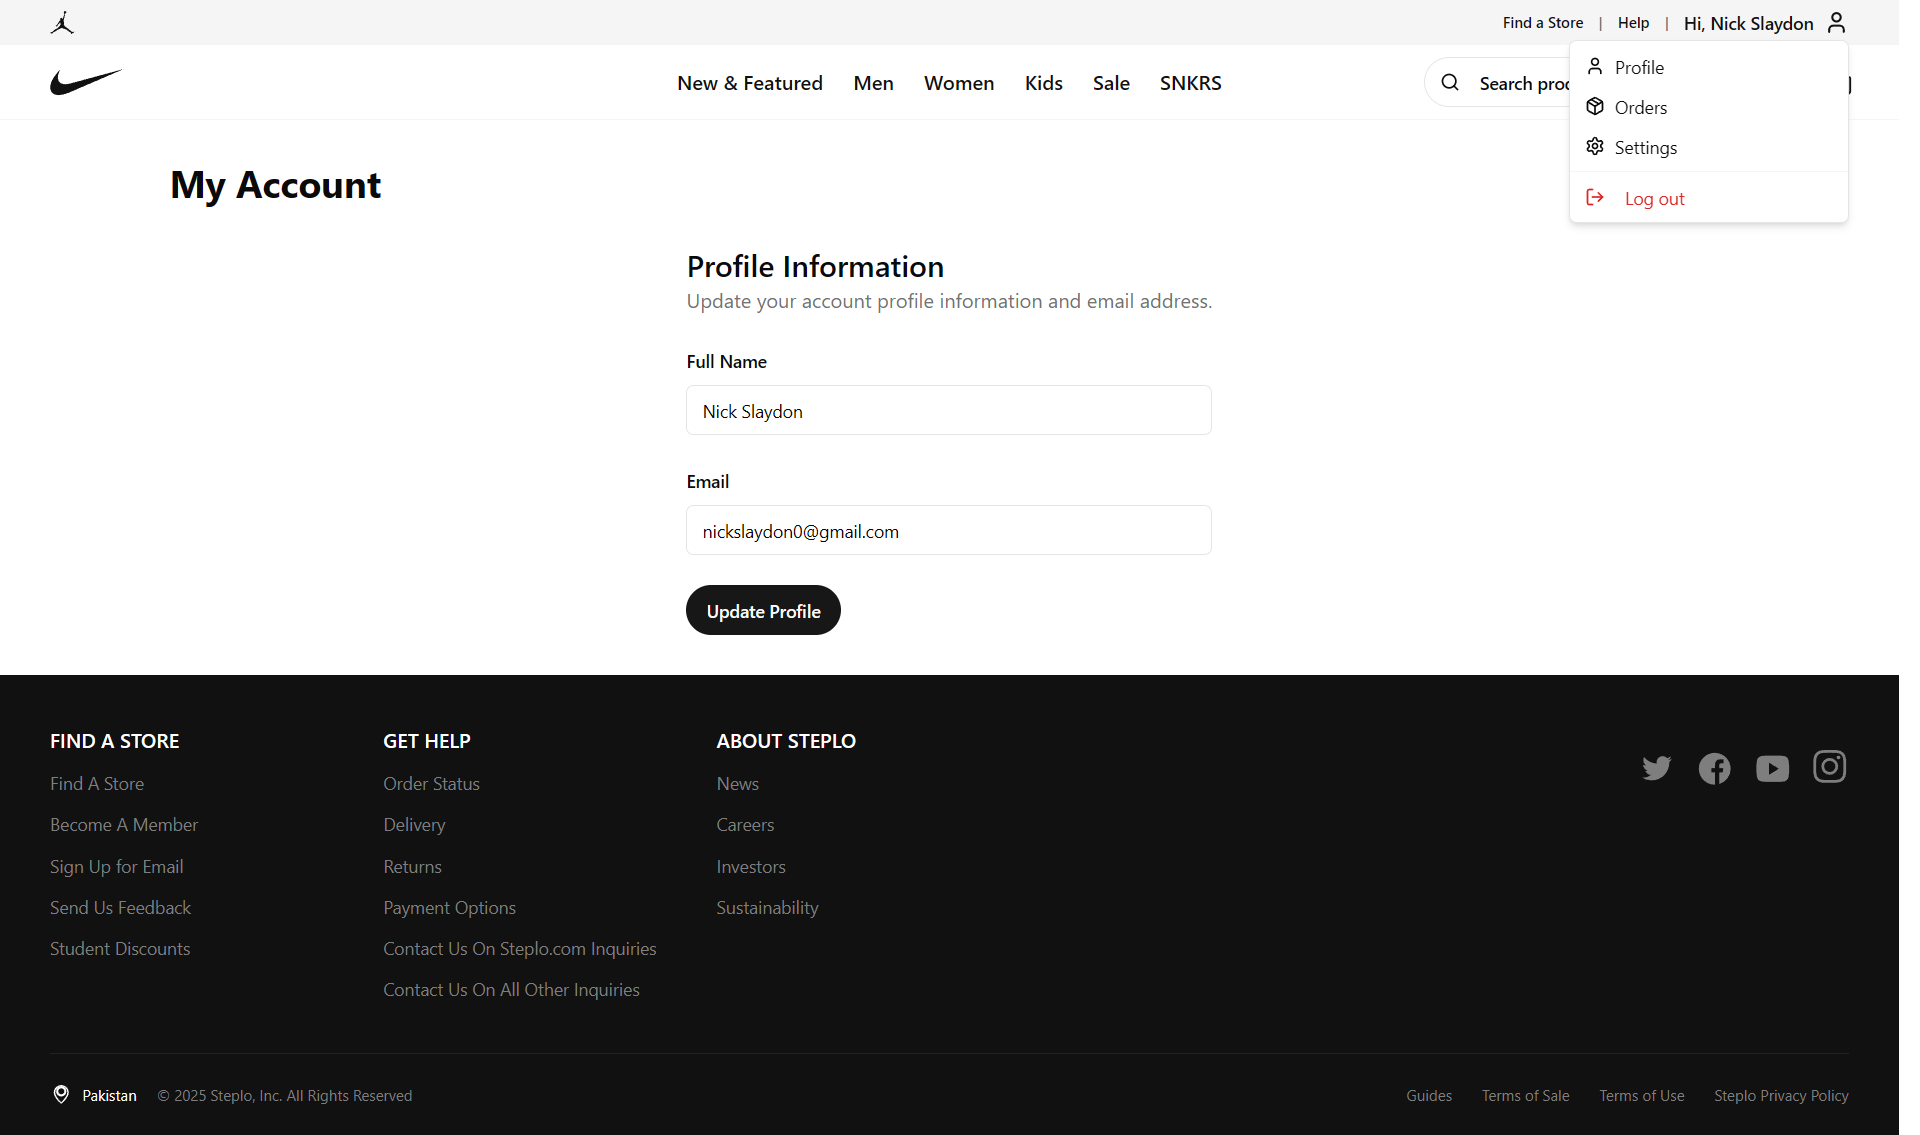 Find a Store | Help | Hi, Nick Slaydon
New & Featured Men Women Kids Sale SNKRS
Search
Profile
Orders
Settings
Log out
My Account
Profile Information
Update your account profile information and email address.
Full Name
Nick Slaydon
Email
nickslaydon0@gmail.com
Update Profile
FIND A STORE
Find A Store
Become A Member
Sign Up for Email
Send Us Feedback
Student Discounts
GET HELP
Order Status
Delivery
Returns
Payment Options
Contact Us On Steplo.com Inquiries
Contact Us On All Other Inquiries
ABOUT STEPLO
News
Careers
Investors
Sustainability
Pakistan © 2025 Steplo, Inc. All Rights Reserved
Guides Terms of Sale Terms of Use Steplo Privacy Policy